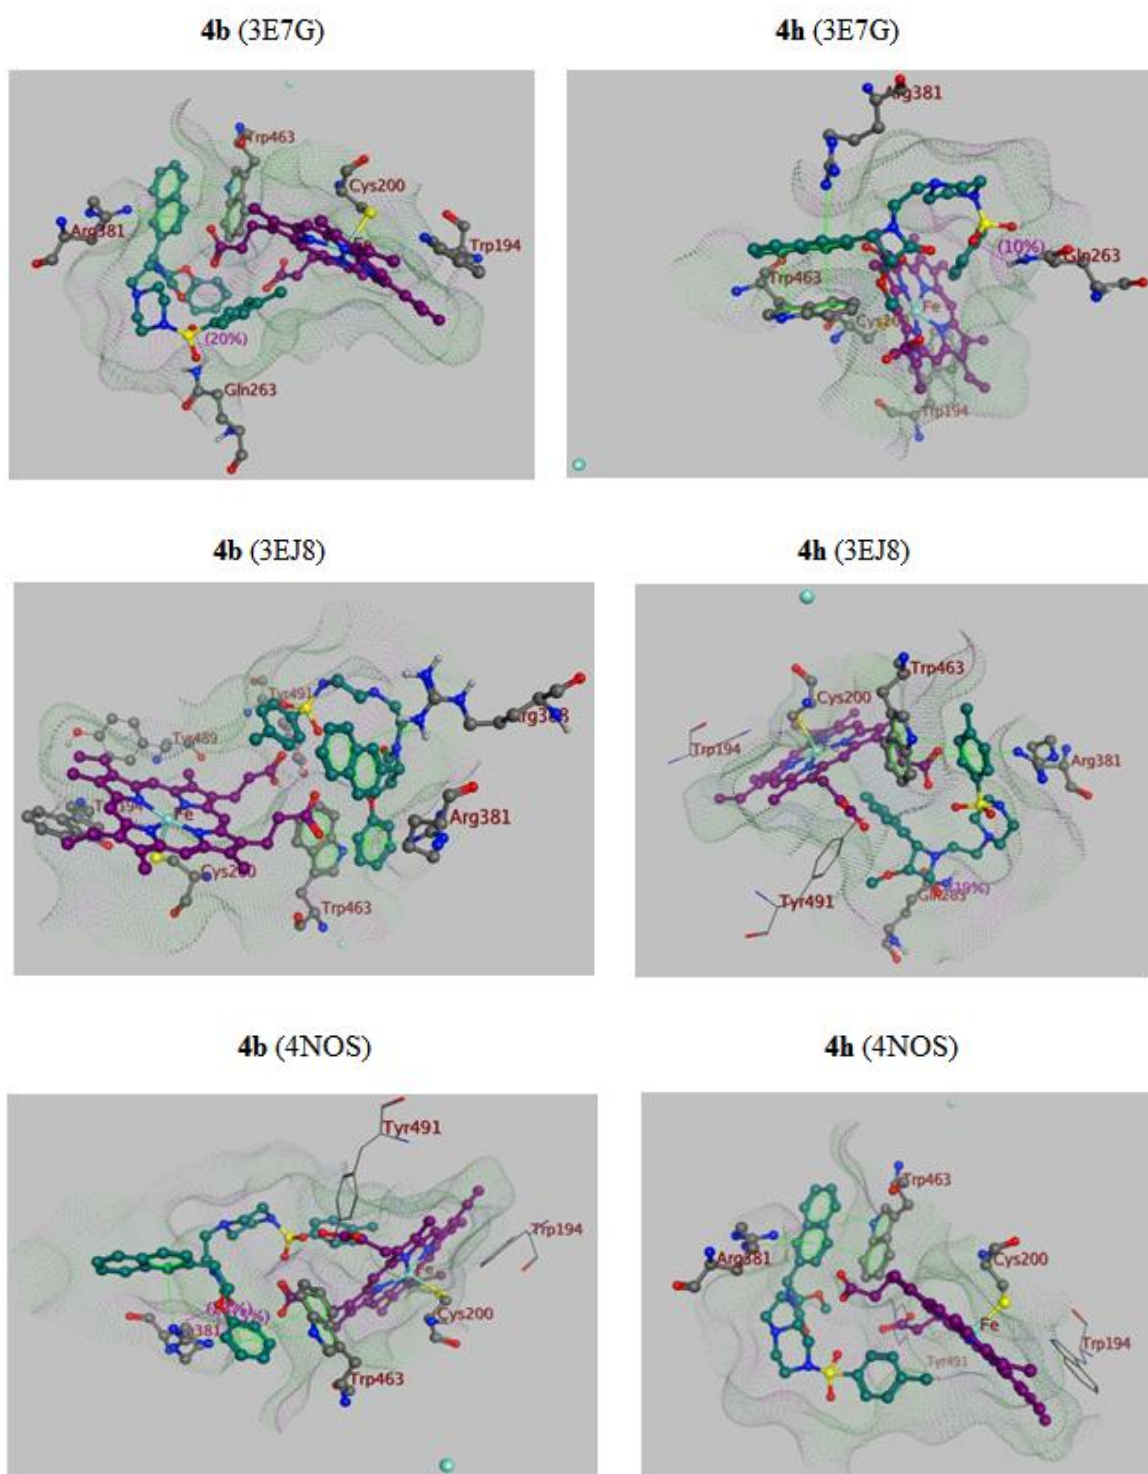 4b (3E7G)
4h (3E7G)
Trp463
Cys200
Arg381
Trp194
Fe
(20%)
Gln263
Arg381
(10%)
Gln263
Trp463
Fe
Trp194
4b (3EJ8)
4h (3EJ8)
Tyr491
Tyr489
Fe
Arg381
Cys200
Trp463
Trp463
Cys200
Trp194
Arg381
Tyr491
4b (4NOS)
4h (4NOS)
Tyr491
Trp194
Fe
381
Cys200
Trp463
Trp463
Arg381
Cys200
Fe
Trp194
Tyr491